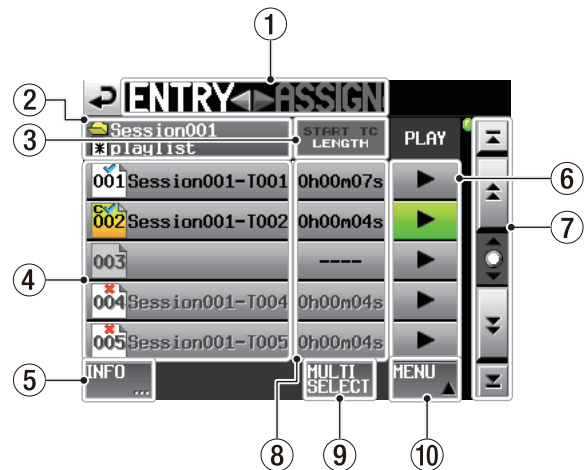 ①
ENTRY ASSIGN
②
Session001
③
START TC
LENGTH
PLAY
*playlist
001 Session001-T001 0h00m07s
⑥
C 002 Session001-T002 0h00m04s
⑦
003 ----
④
004 Session001-T004 0h00m04s
005 Session001-T005 0h00m04s
⑤
INFO
...
MULTI
SELECT
MENU
⑧
⑨
⑩